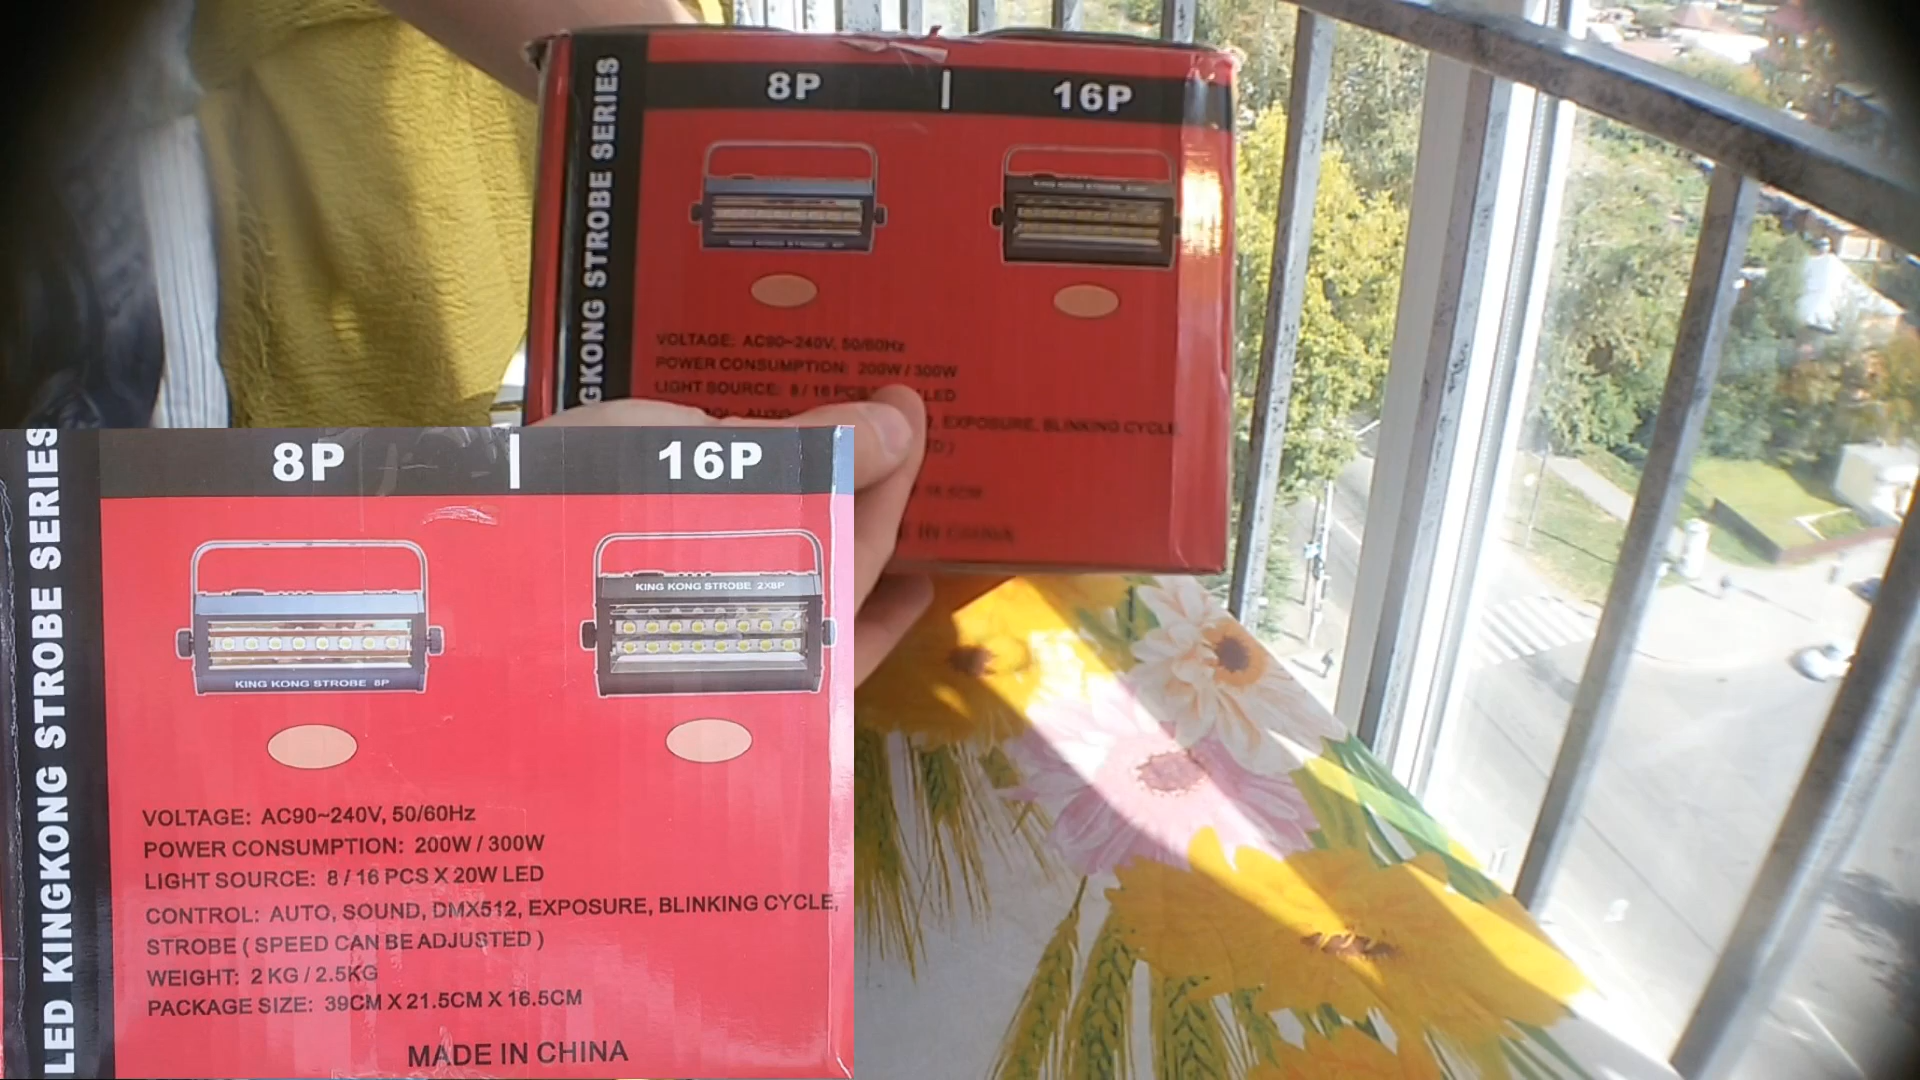 KONG STROBE SERIES
8P | 16P
VOLTAGE: AC90~240V, 50/60Hz
POWER CONSUMPTION: 200W / 300W
LIGHT SOURCE: 8 / 16 PCS LED
EXPOSURE, BLINKING CYCLE,
IN CHINA
LED KINGKONG STROBE SERIES
8P | 16P
KING KONG STROBE 2X8P
KING KONG STROBE 8P
VOLTAGE: AC90~240V, 50/60Hz
POWER CONSUMPTION: 200W / 300W
LIGHT SOURCE: 8 / 16 PCS X 20W LED
CONTROL: AUTO, SOUND, DMX512, EXPOSURE, BLINKING CYCLE,
STROBE ( SPEED CAN BE ADJUSTED )
WEIGHT: 2 KG / 2.5KG
PACKAGE SIZE: 39CM X 21.5CM X 16.5CM
MADE IN CHINA